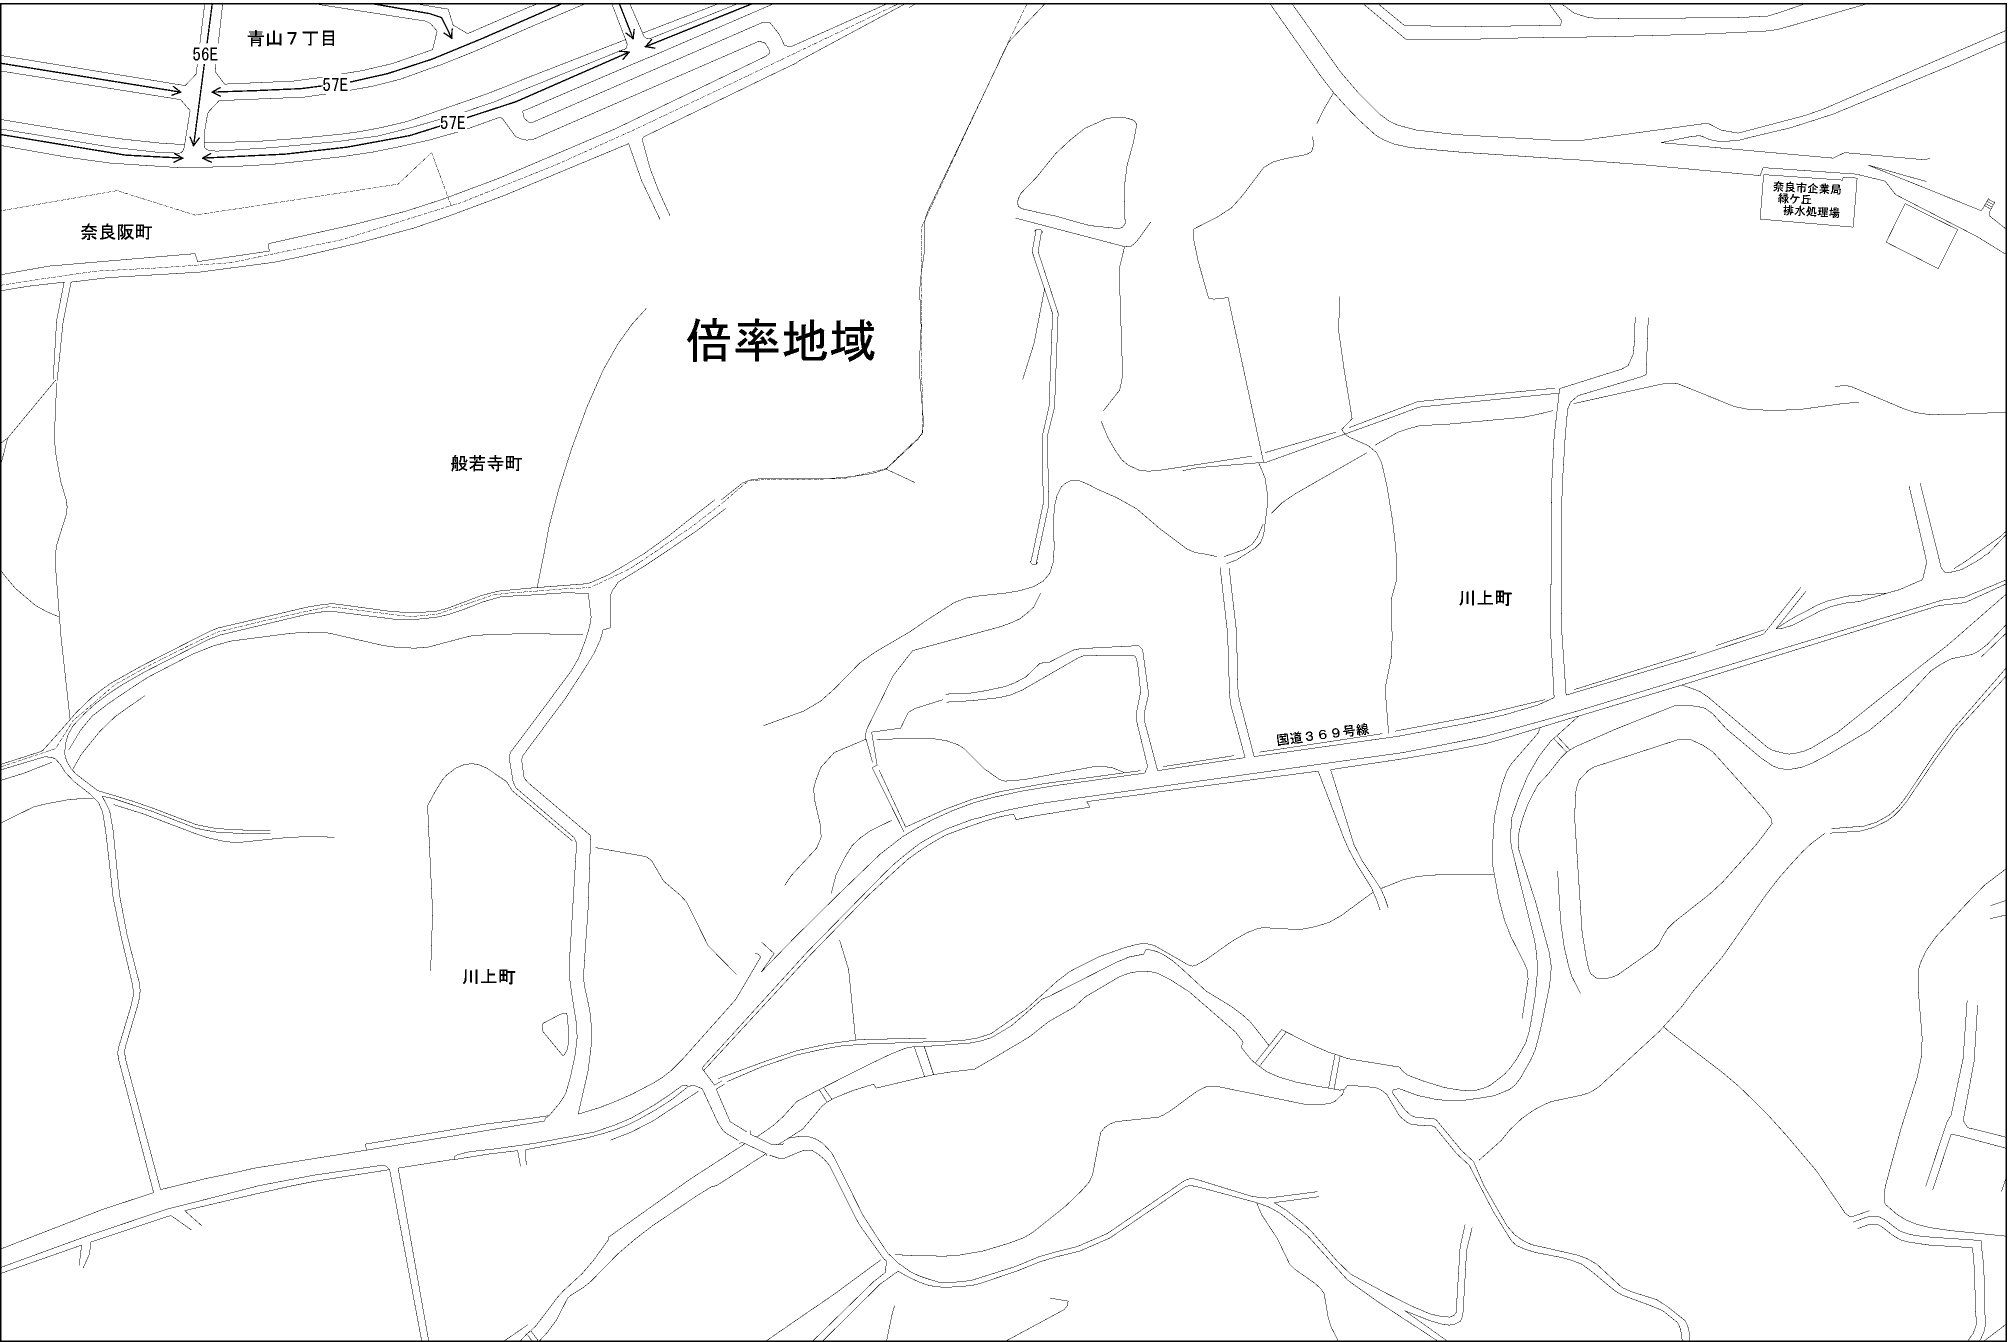 青山７丁目
56E
57E
57E
奈良市企業局
緑ケ丘
排水処理場
奈良阪町
倍率地域
般若寺町
川上町
国道３６９号線
川上町